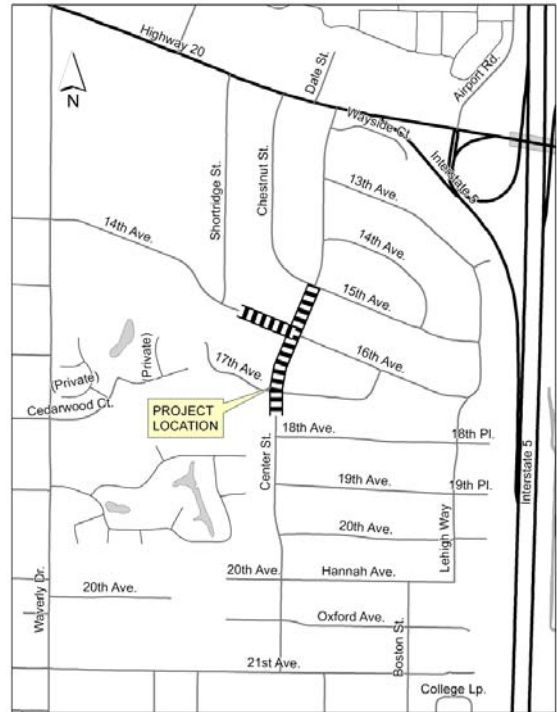 Highway 20
Dale St.
Airport Rd.
N
Wayside Ct.
Interstate 5
Shortridge St.
Chestnut St.
13th Ave.
14th Ave.
14th Ave.
15th Ave.
16th Ave.
17th Ave.
(Private)
(Private)
Cedarwood Ct.
PROJECT
LOCATION
18th Ave.
18th Pl.
Center St.
19th Ave.
19th Pl.
Interstate 5
20th Ave.
Lehigh Way
20th Ave.
Hannah Ave.
Waverly Dr.
20th Ave.
Oxford Ave.
Boston St.
21st Ave.
College Lp.